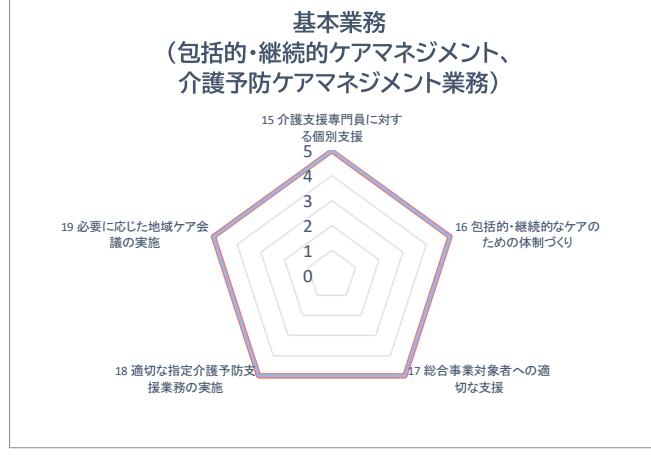 基本業務
（包括的・継続的ケアマネジメント、
介護予防ケアマネジメント業務）
15 介護支援専門員に対す
る個別支援
5
4
3
2
1
0
16 包括的・継続的なケアの
ための体制づくり
17 総合事業対象者への適
切な支援
18 適切な指定介護予防支
援業務の実施
19 必要に応じた地域ケア会
議の実施